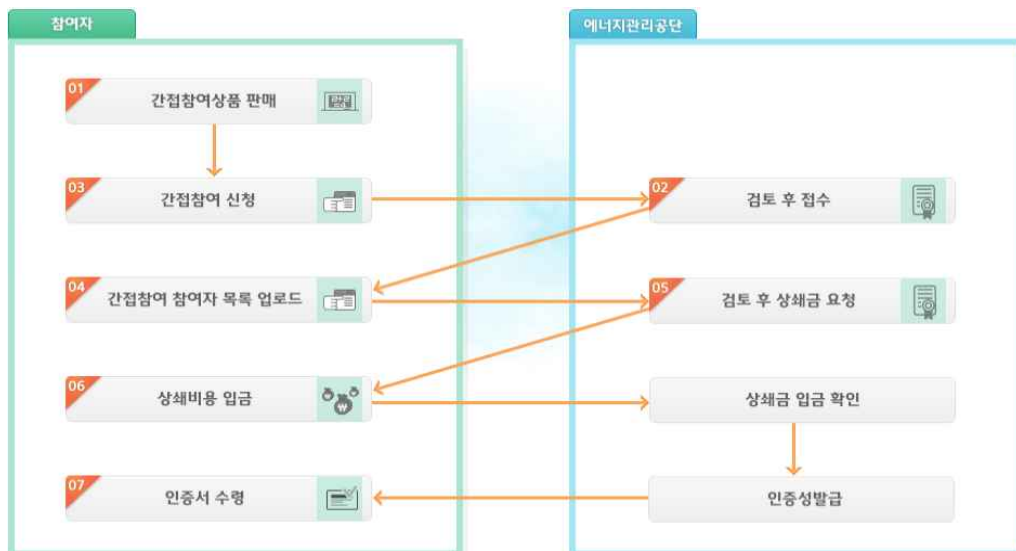 참여자
에너지관리공단
01
간접참여상품 판매
03
간접참여 신청
02
검토 후 접수
04
간접참여 참여자 목록 업로드
05
검토 후 상쇄금 요청
06
상쇄비용 입금
상쇄금 입금 확인
07
인증서 수령
인증성발급